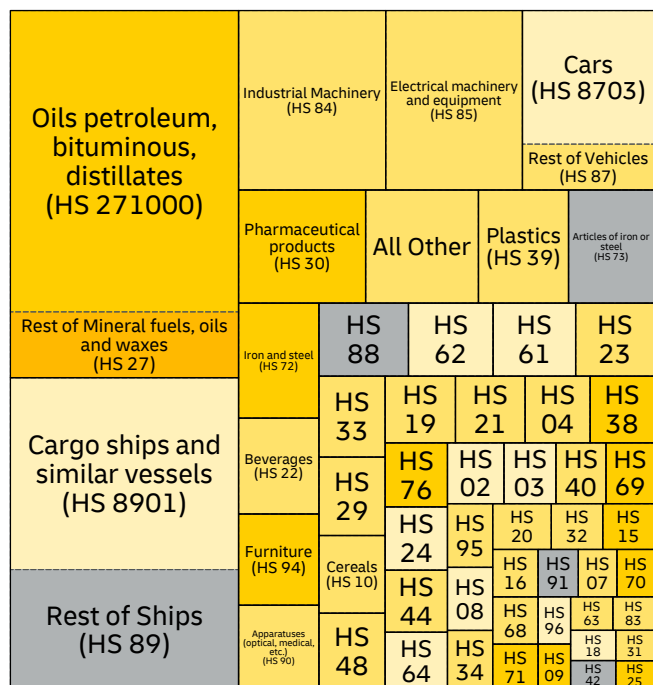 Oils petroleum,
bituminous,
distillates
(HS 271000)
Rest of Mineral fuels, oils
and waxes
(HS 27)
Cargo ships and
similar vessels
(HS 8901)
Rest of Ships
(HS 89)
Industrial Machinery
(HS 84)
Electrical machinery
and equipment
(HS 85)
Cars
(HS 8703)
Rest of Vehicles
(HS 87)
Pharmaceutical
products
(HS 30)
All Other
Plastics
(HS 39)
Articles of iron or
steel
(HS 73)
Iron and steel
(HS 72)
Beverages
(HS 22)
Furniture
(HS 94)
Apparatuses
(optical, medical,
etc.)
(HS 90)
HS
88
HS
62
HS
61
HS
23
HS
33
HS
29
Cereals
(HS 10)
HS
48
HS
19
HS
21
HS
04
HS
38
HS
76
HS
02
HS
03
HS
40
HS
69
HS
24
HS
44
HS
64
HS
95
HS
08
HS
34
HS
20
HS
32
HS
15
HS
16
HS
91
HS
07
HS
70
HS
68
HS
96
HS
63
HS
83
HS
71
HS
09
HS
18
HS
31
HS
42
HS
25